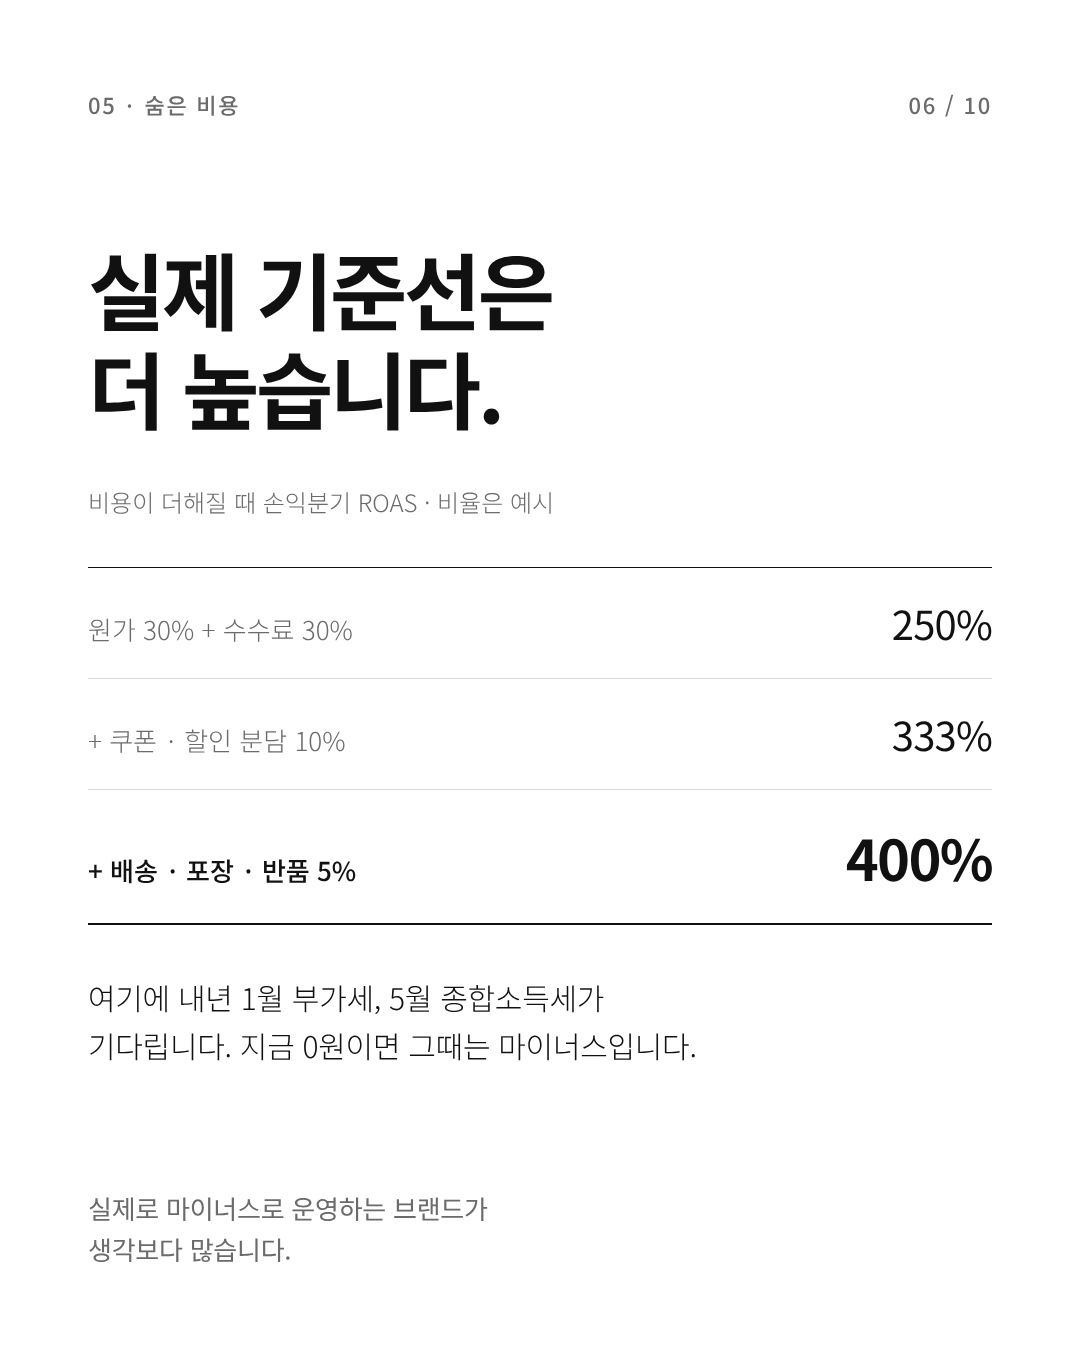 05 · 숨은 비용
06 / 10
실제 기준선은
더 높습니다.
비용이 더해질 때 손익분기 ROAS · 비율은 예시
원가 30% + 수수료 30%
250%
+ 쿠폰 · 할인 분담 10%
333%
+ 배송 · 포장 · 반품 5%
400%
여기에 내년 1월 부가세, 5월 종합소득세가
기다립니다. 지금 0원이면 그때는 마이너스입니다.
실제로 마이너스로 운영하는 브랜드가
생각보다 많습니다.